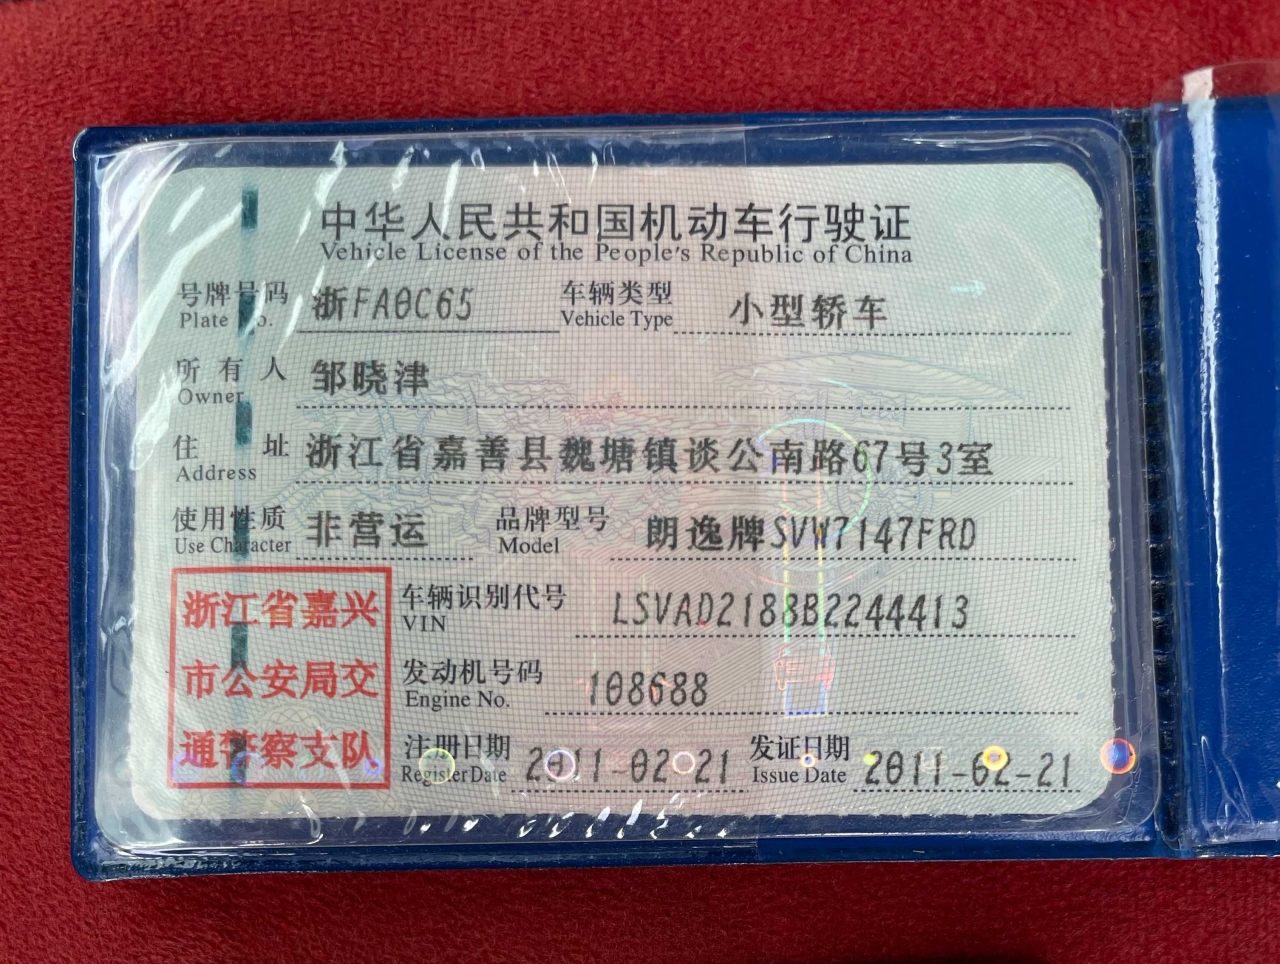 中华人民共和国机动车行驶证
Vehicle License of the People's Republic of China
号牌号码 浙FA0C65 车辆类型 小型轿车
Plate No. Vehicle Type
所有人 邹晓津
Owner
住址 浙江省嘉善县魏塘镇谈公南路67号3室
Address
使用性质 非营运 品牌型号 朗逸牌SVW7147FRD
Use Character Model
浙江省嘉兴
市公安局交
通警察支队
车辆识别代号 LSVAD2188B2244413
VIN
发动机号码 108688
Engine No.
注册日期 2011-02-21 发证日期 2011-02-21
Register Date Issue Date